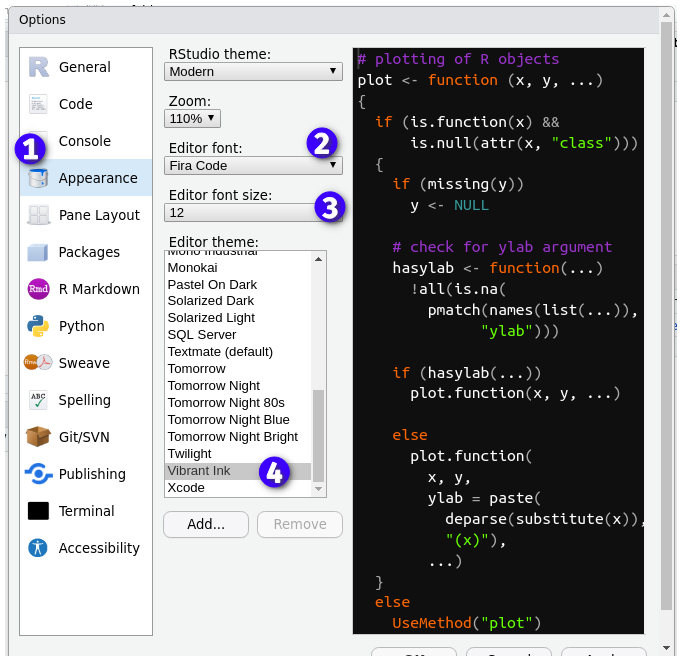 Options
General
Code
Console
1
Appearance
Pane Layout
Packages
Rmd
R Markdown
Python
Rnw
Sweave
ABC
Spelling
Git/SVN
Publishing
Terminal
Accessibility
RStudio theme:
Modern
Zoom:
110%
Editor font:
2
Fira Code
Editor font size:
3
12
Editor theme:
Mono Industrial
Monokai
Pastel On Dark
Solarized Dark
Solarized Light
SQL Server
Textmate (default)
Tomorrow
Tomorrow Night
Tomorrow Night 80s
Tomorrow Night Blue
Tomorrow Night Bright
Twilight
Vibrant Ink
4
Xcode
Add...
Remove
# plotting of R objects
plot <- function (x, y, ...)
{
  if (is.function(x) &&
      is.null(attr(x, "class")))
  {
    if (missing(y))
      y <- NULL
    # check for ylab argument
    hasylab <- function(...)
      !all(is.na(
        pmatch(names(list(...)),
              "ylab")))
    if (hasylab(...))
      plot.function(x, y, ...)
    else
      plot.function(
        x, y,
        ylab = paste(
          deparse(substitute(x)),
          "(x)"),
        ...)
  }
  else
    UseMethod("plot")